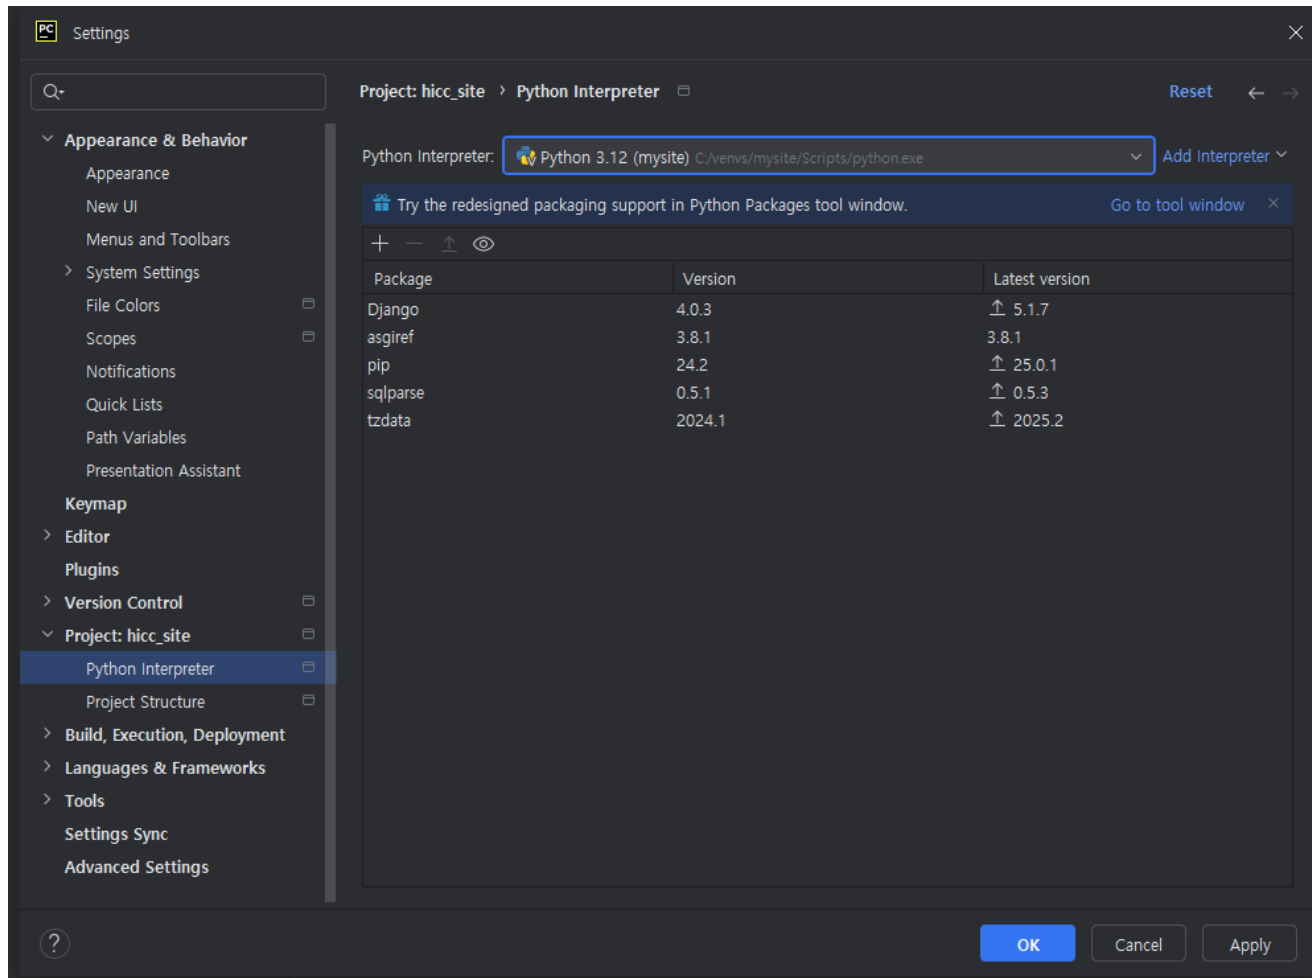 PC Settings
Project: hicc_site › Python Interpreter Reset
Appearance & Behavior
Appearance
New UI
Menus and Toolbars
System Settings
File Colors
Scopes
Notifications
Quick Lists
Path Variables
Presentation Assistant
Keymap
Editor
Plugins
Version Control
Project: hicc_site
Python Interpreter
Project Structure
Build, Execution, Deployment
Languages & Frameworks
Tools
Settings Sync
Advanced Settings
Python Interpreter: Python 3.12 (mysite) C:/venvs/mysite/Scripts/python.exe Add Interpreter
Try the redesigned packaging support in Python Packages tool window. Go to tool window
Package Version Latest version
Django 4.0.3 5.1.7
asgiref 3.8.1 3.8.1
pip 24.2 25.0.1
sqlparse 0.5.1 0.5.3
tzdata 2024.1 2025.2
? OK Cancel Apply